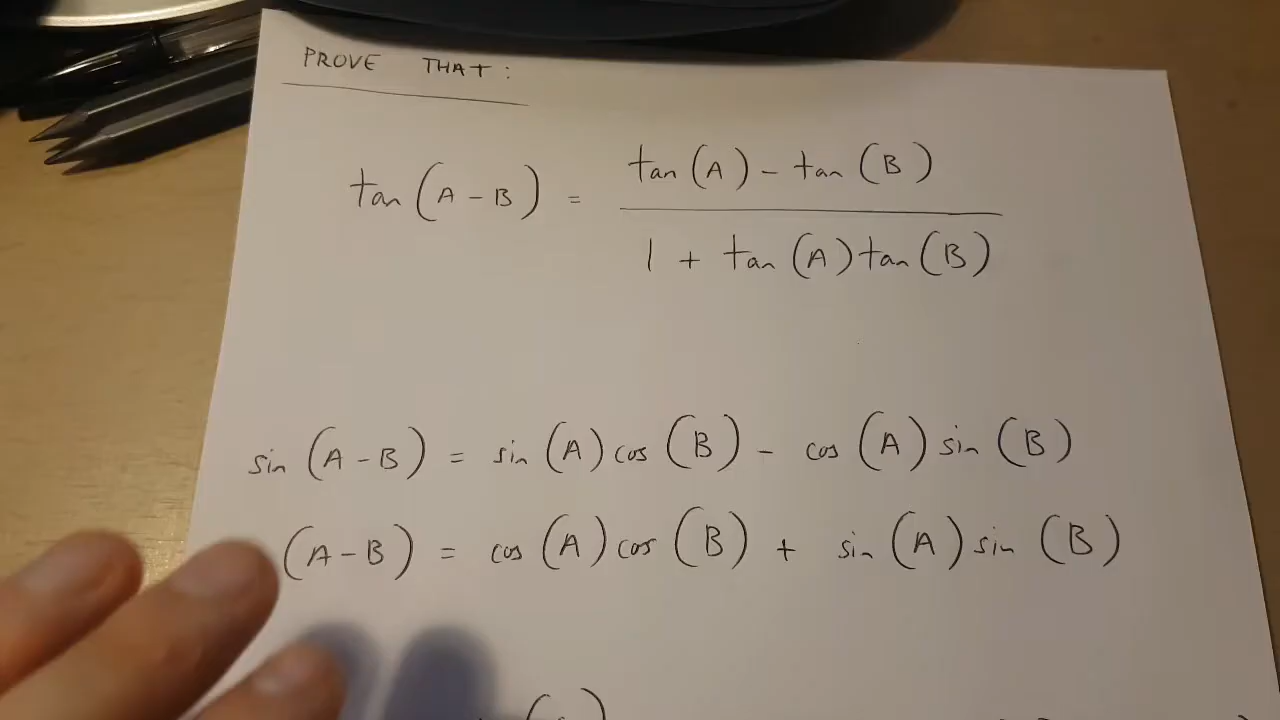 PROVE THAT:
tan(A-B) = tan(A) - tan(B)
1 + tan(A)tan(B)
sin(A-B) = sin(A)cos(B) - cos(A)sin(B)
(A-B) = cos(A)cos(B) + sin(A)sin(B)